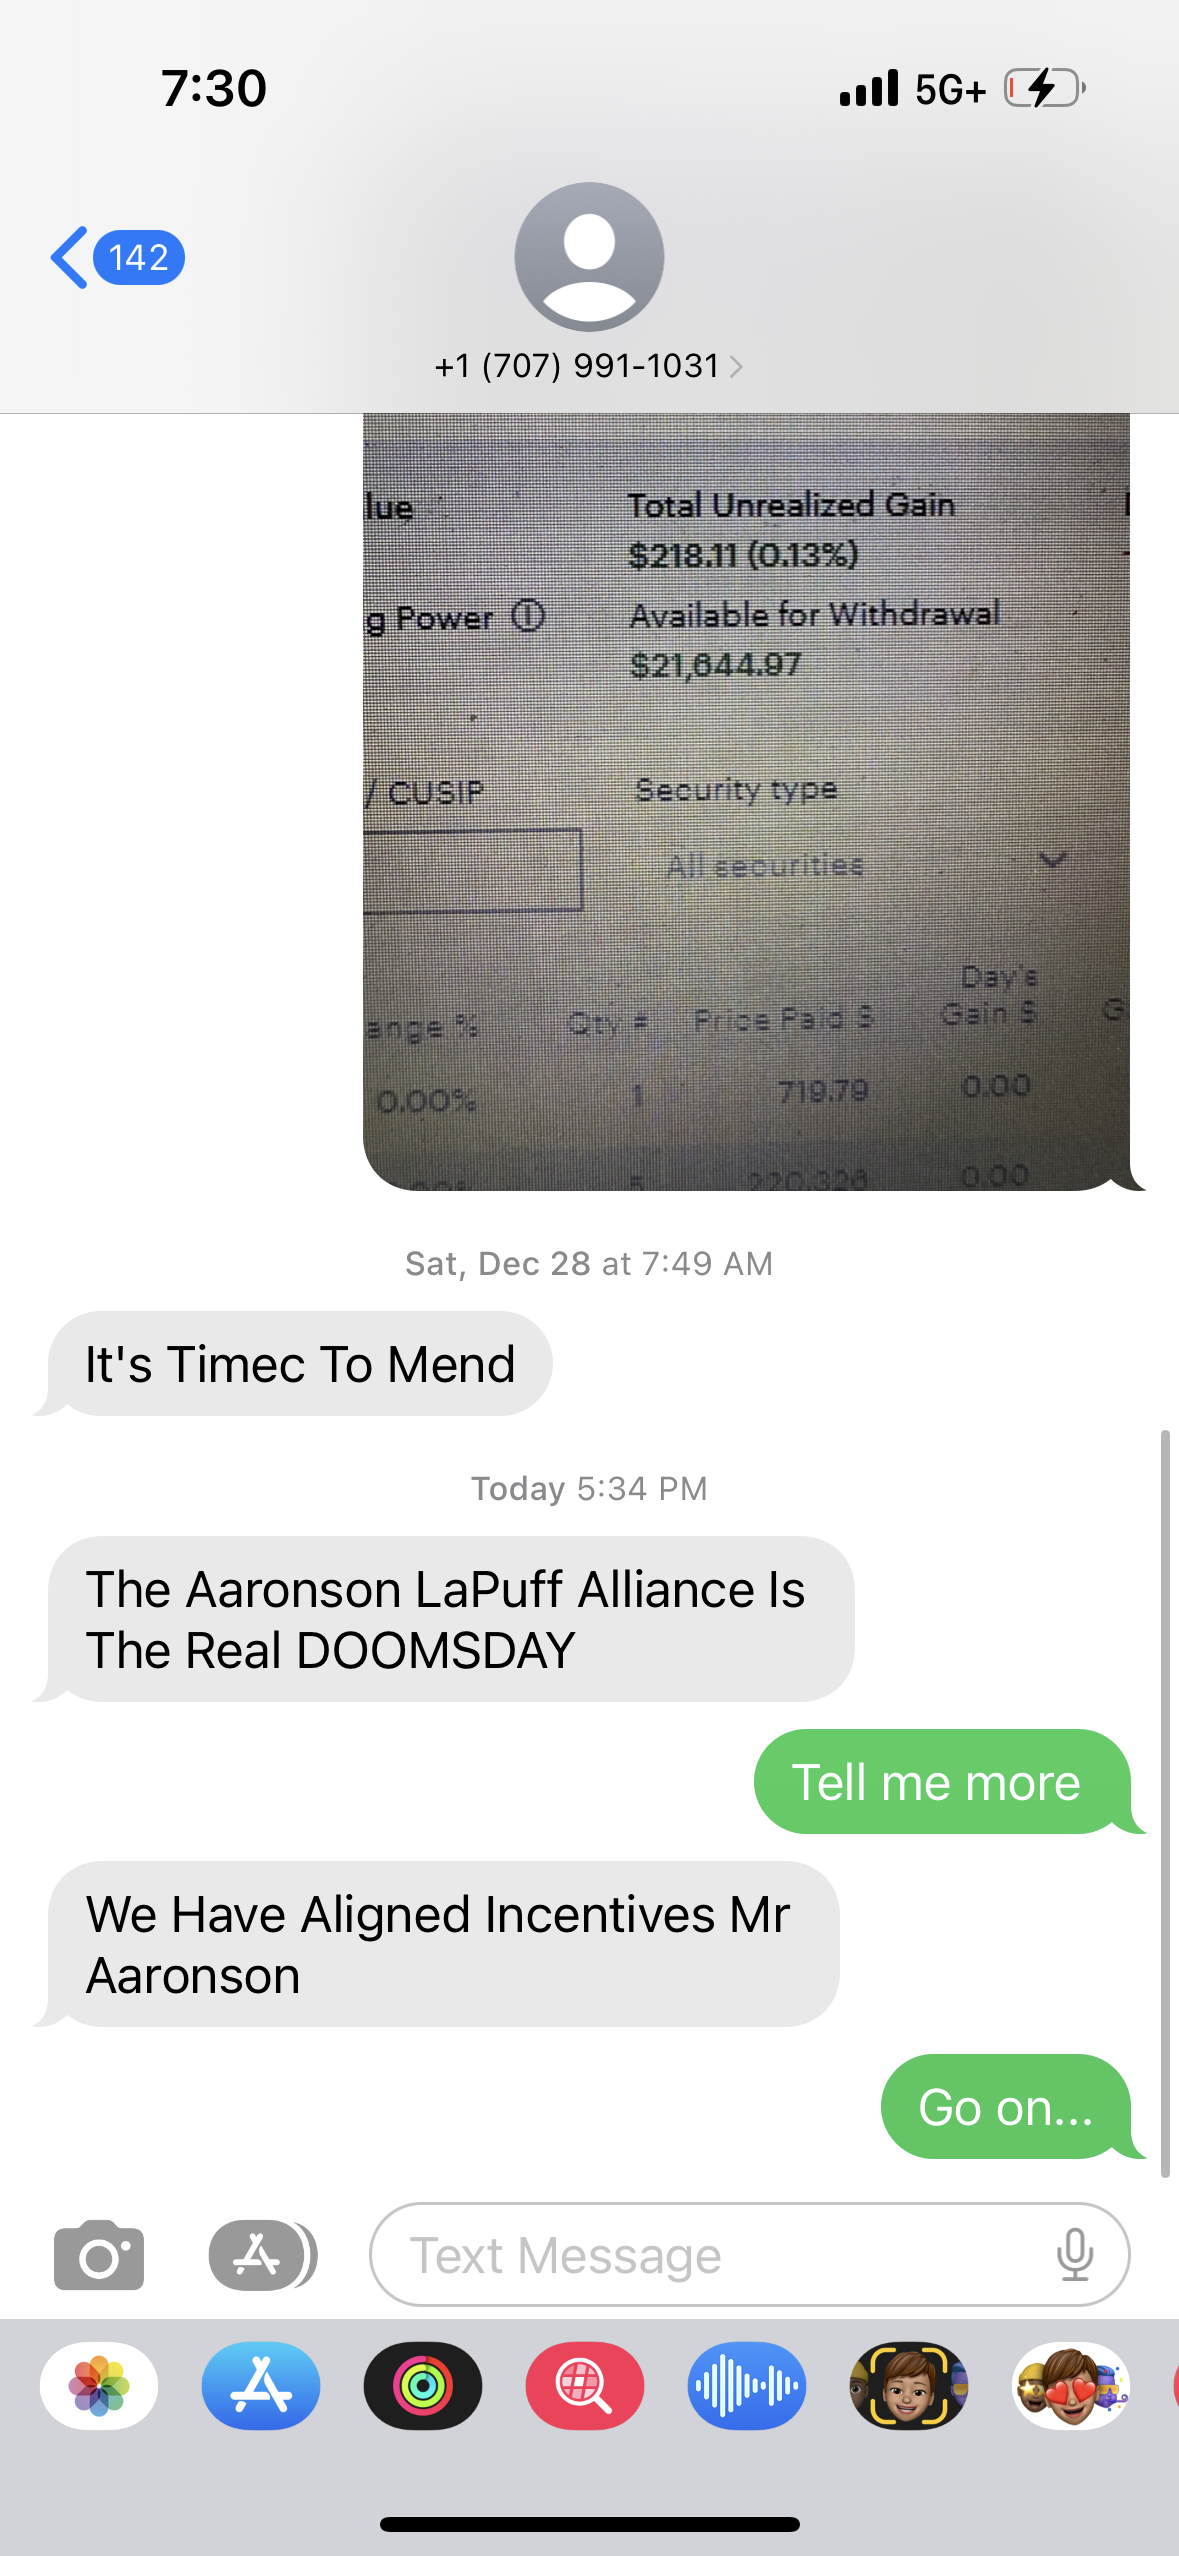 7:30
5G+
142
+1 (707) 991-1031
lue
Total Unrealized Gain
$218.11 (0.13%)
g Power
Available for Withdrawal
$21,644.97
/ CUSIP
Security type
All securities
Day's
ange % Qty # Price Paid $ Gain $ G
0.00% 1 719.79 0.00
5 220.326 0.00
Sat, Dec 28 at 7:49 AM
It's Timec To Mend
Today 5:34 PM
The Aaronson LaPuff Alliance Is
The Real DOOMSDAY
Tell me more
We Have Aligned Incentives Mr
Aaronson
Go on...
Text Message